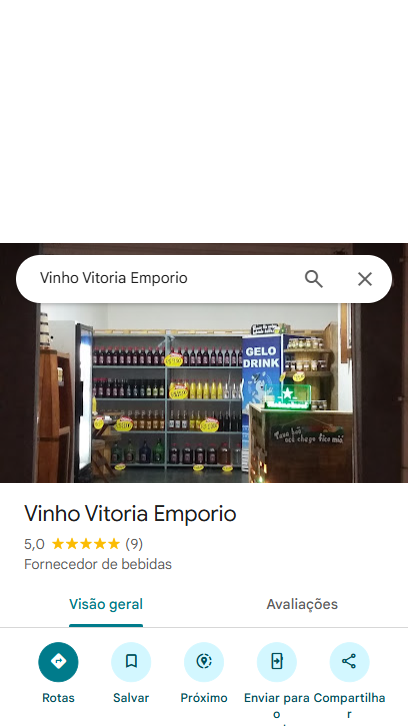 Vinho Vitoria Emporio
GELO
DRINK
Vinho Vitoria Emporio
5,0 (9)
Fornecedor de bebidas
Visão geral Avaliações
Rotas Salvar Próximo Enviar para o Compartilhar